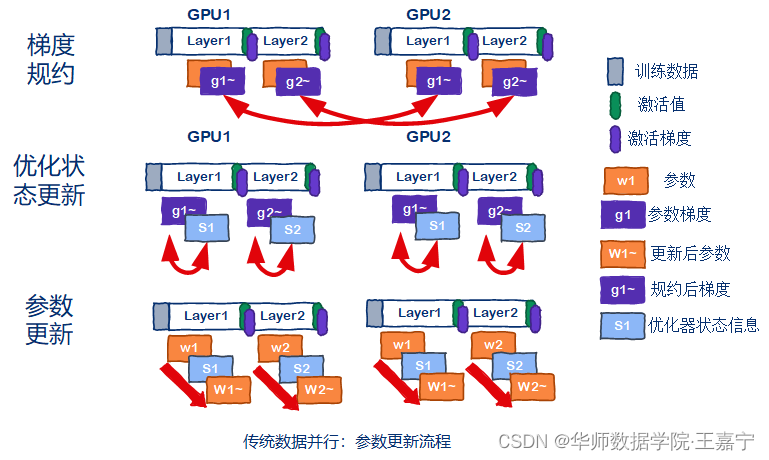 GPU1 GPU2
梯度
规约
Layer1 Layer2 Layer1 Layer2
g1~ g2~ g1~ g2~
GPU1 GPU2
优化状
态更新
Layer1 Layer2 Layer1 Layer2
g1~ g2~ g1~ g2~
S1 S2 S1 S2
参数
更新
Layer1 Layer2 Layer1 Layer2
w1 w2 w1 w2
S1 S2 S1 S2
W1~ W2~ W1~ W2~
训练数据
激活值
激活梯度
w1 参数
g1 参数梯度
W1~ 更新后参数
g1~ 规约后梯度
S1 优化器状态信息
传统数据并行：参数更新流程
CSDN @华师数据学院·王嘉宁